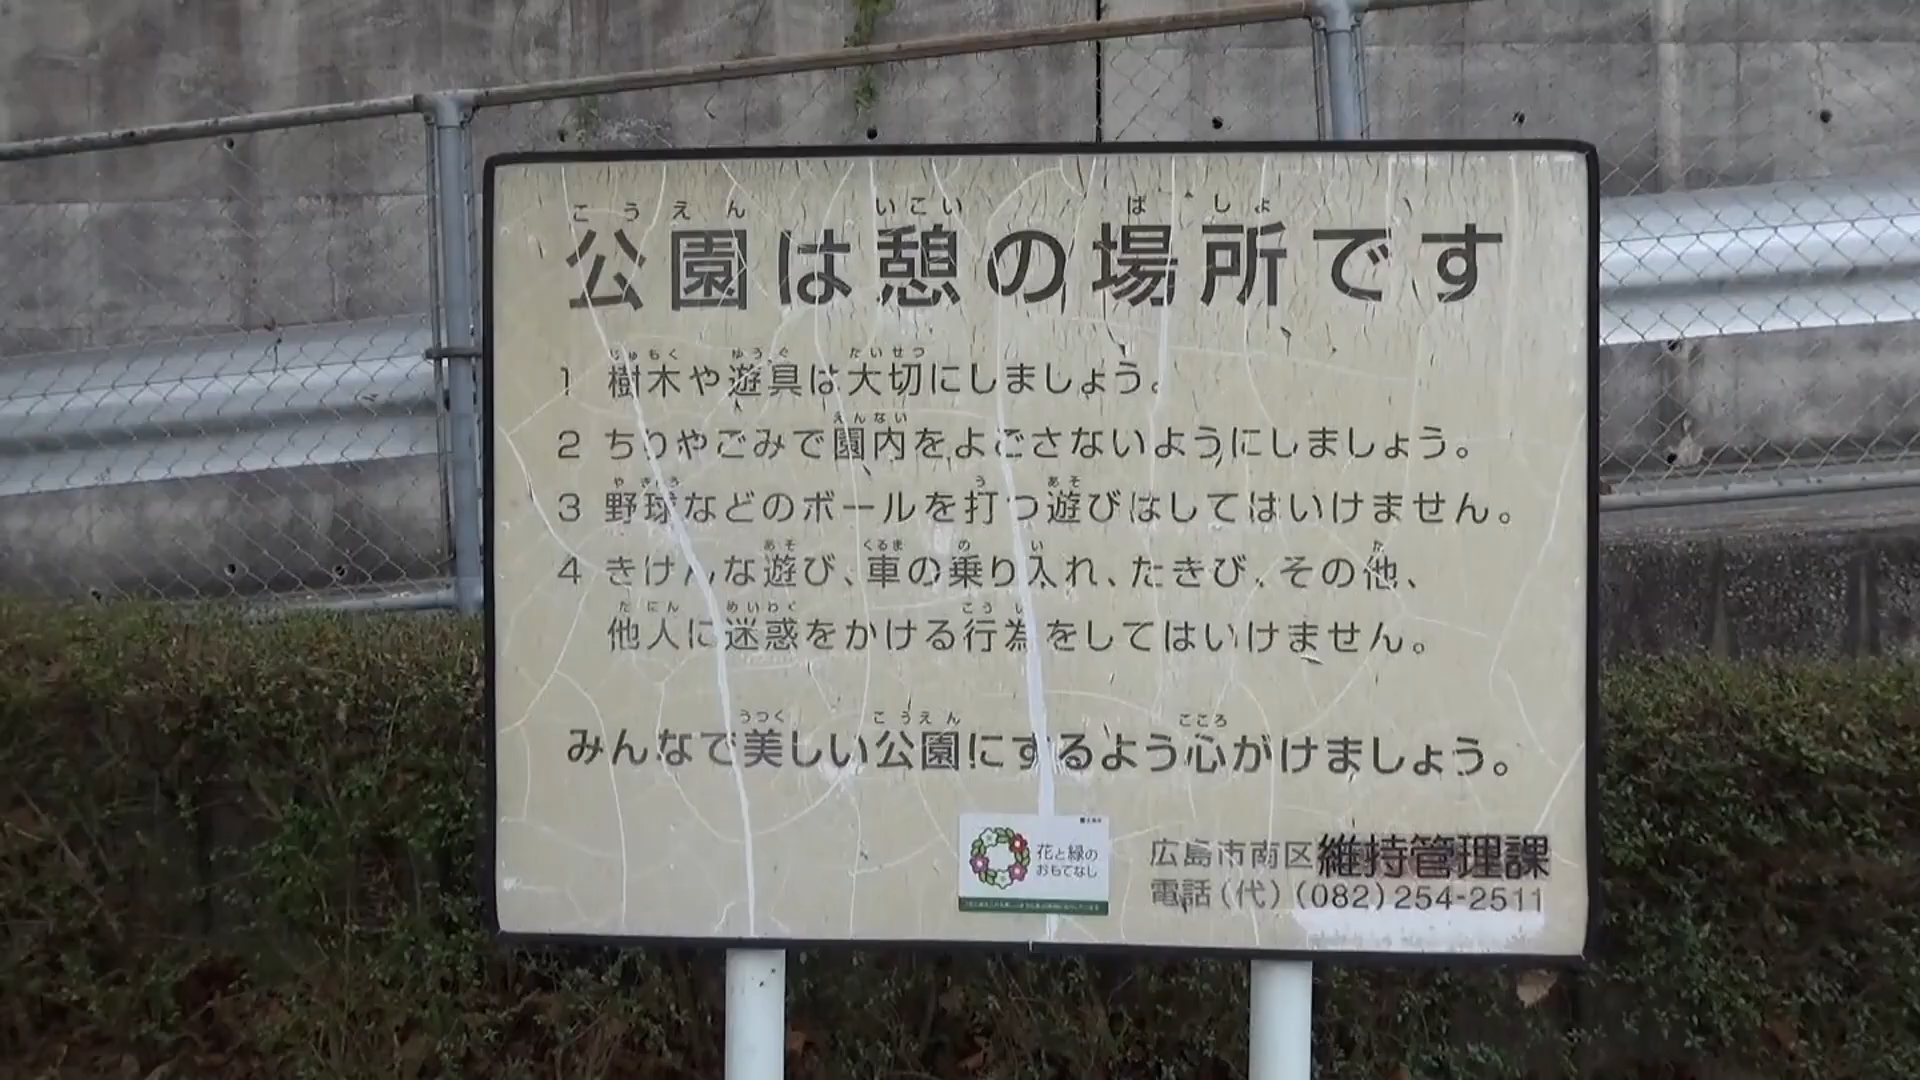 こうえん いこい ばしょ
公園は憩の場所です
じゅもく ゆうぐ たいせつ
1 樹木や遊具は大切にしましょう。
えんない
2 ちりやごみで園内をよごさないようにしましょう。
やきゅう う あそ
3 野球などのボールを打つ遊びはしてはいけません。
あそ くるま の い た
4 きけんな遊び、車の乗り入れ、たきび、その他、
たにん めいわく こうい
他人に迷惑をかける行為をしてはいけません。
うつく こうえん こころ
みんなで美しい公園にするよう心がけましょう。
花と緑の
おもてなし
広島市南区維持管理課
電話(代)(082)254-2511